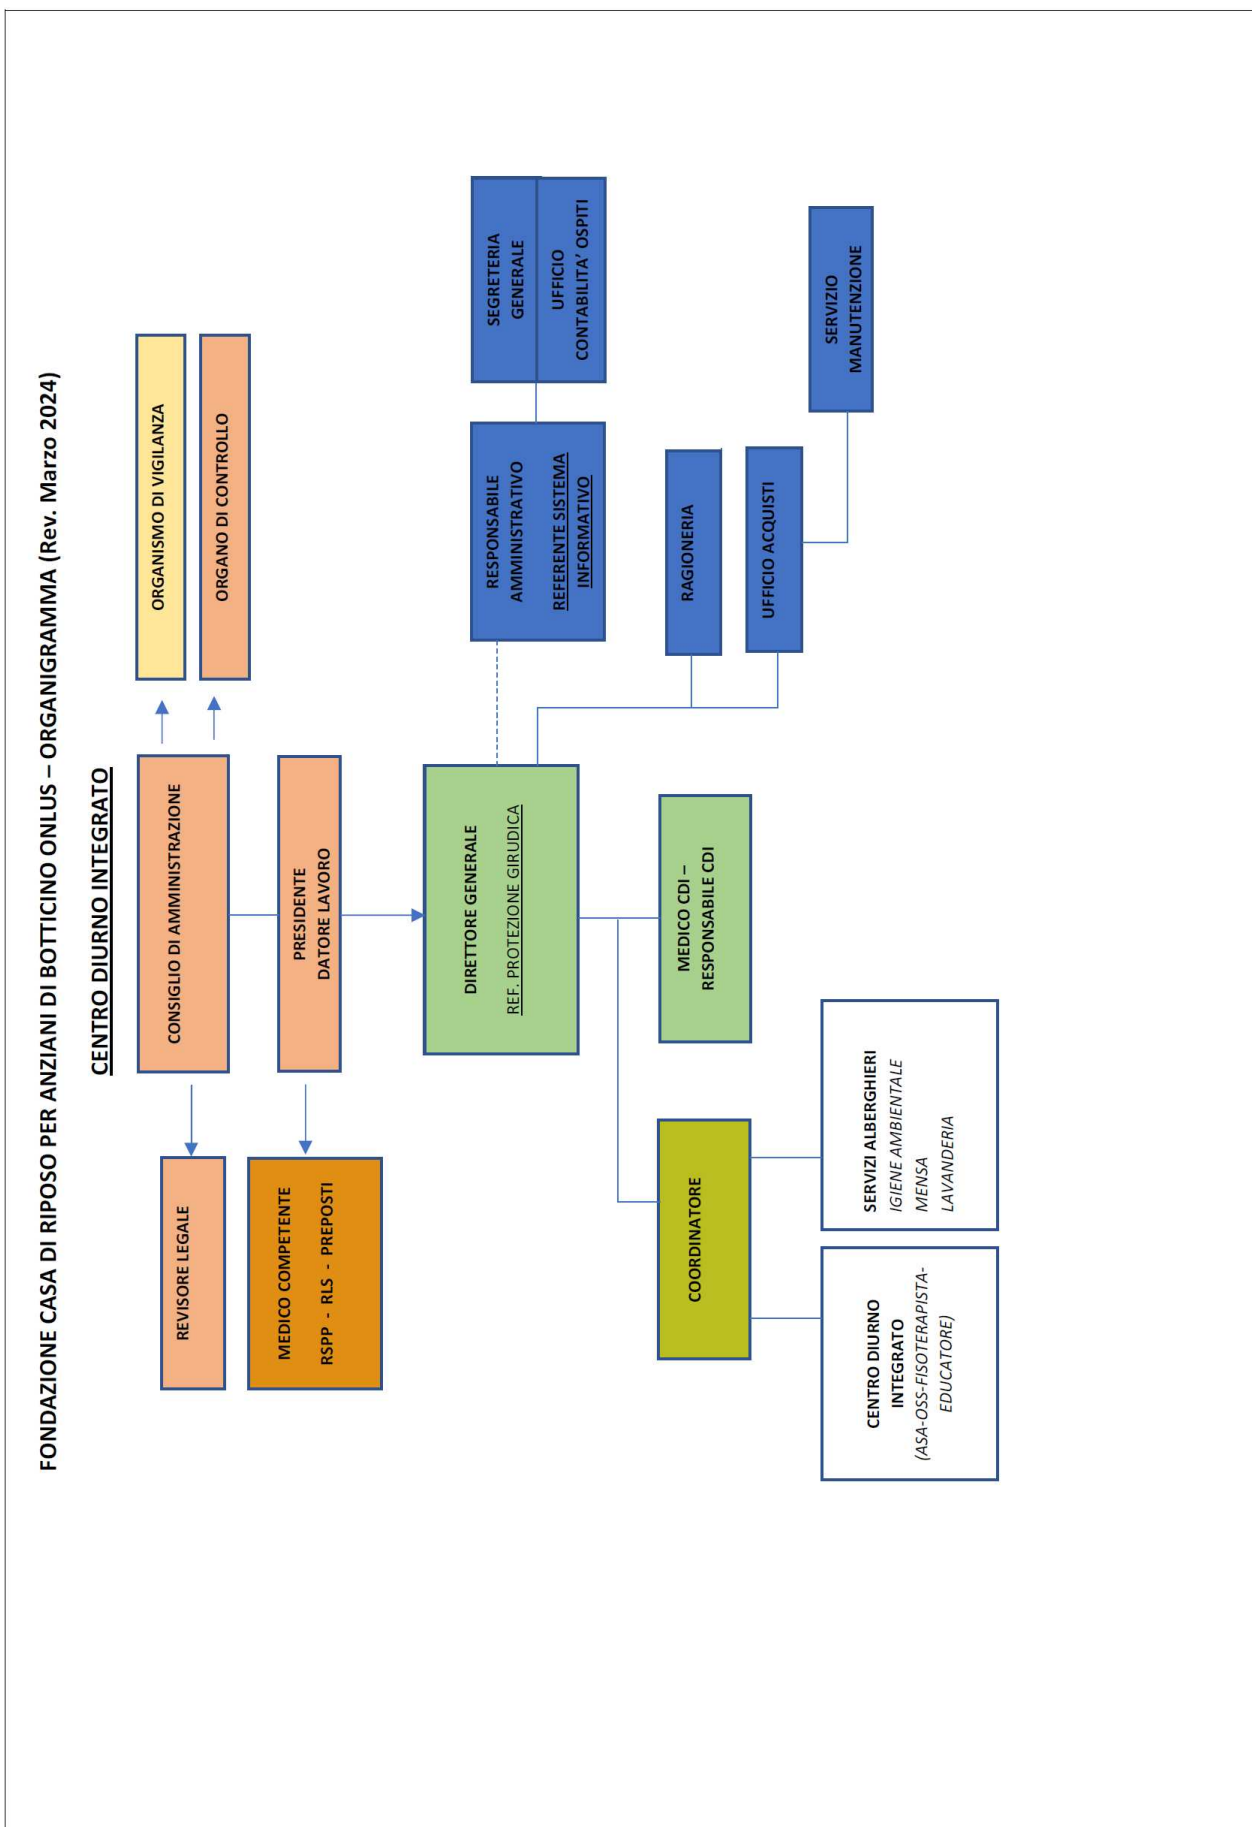 FONDAZIONE CASA DI RIPOSO PER ANZIANI DI BOTTICINO ONLUS – ORGANIGRAMMA (Rev. Marzo 2024)
CENTRO DIURNO INTEGRATO
REVISORE LEGALE
CONSIGLIO DI AMMINISTRAZIONE
ORGANISMO DI VIGILANZA
ORGANO DI CONTROLLO
MEDICO COMPETENTE
RSPP - RLS - PREPOSTI
PRESIDENTE
DATORE LAVORO
DIRETTORE GENERALE
REF. PROTEZIONE GIRUDICA
RESPONSABILE
AMMINISTRATIVO
REFERENTE SISTEMA
INFORMATIVO
SEGRETERIA
GENERALE
UFFICIO
CONTABILITA’ OSPITI
COORDINATORE
MEDICO CDI –
RESPONSABILE CDI
RAGIONERIA
UFFICIO ACQUISTI
SERVIZIO
MANUTENZIONE
CENTRO DIURNO
INTEGRATO
(ASA-OSS-FISOTERAPISTA-
EDUCATORE)
SERVIZI ALBERGHIERI
IGIENE AMBIENTALE
MENSA
LAVANDERIA